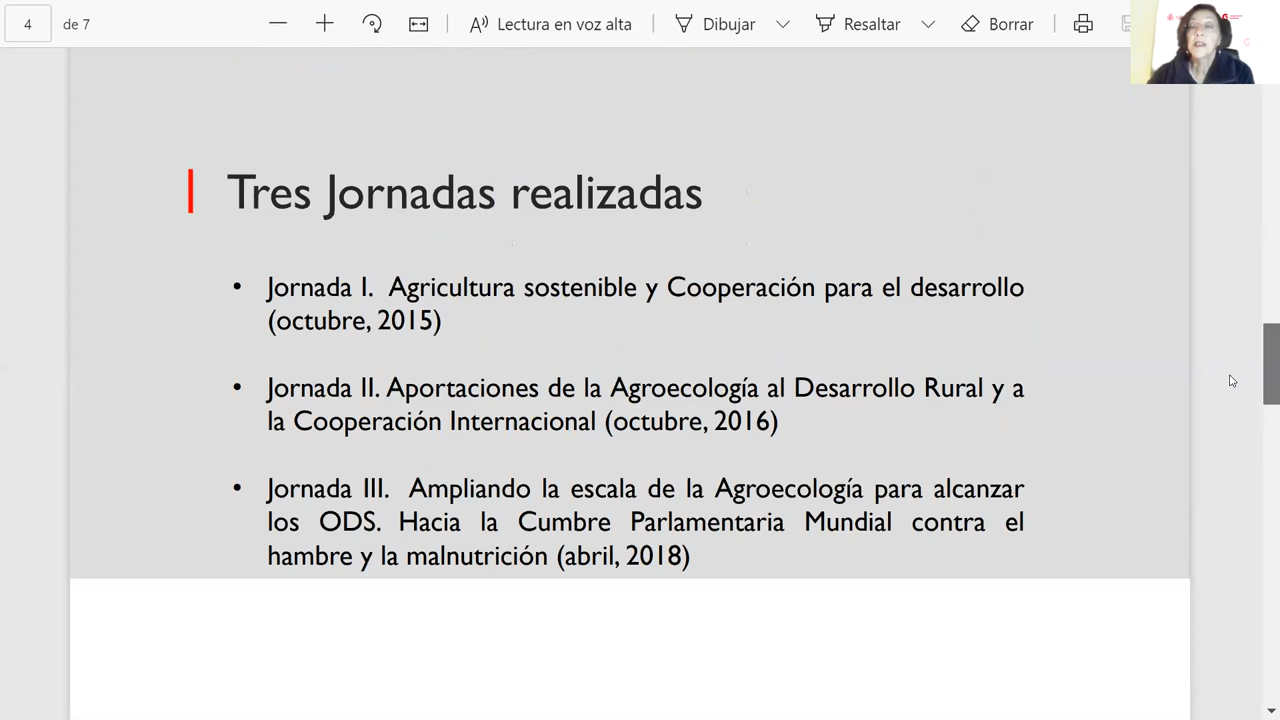 4 de 7 Lectura en voz alta Dibujar Resaltar Borrar
Tres Jornadas realizadas
• Jornada I. Agricultura sostenible y Cooperación para el desarrollo
(octubre, 2015)
• Jornada II. Aportaciones de la Agroecología al Desarrollo Rural y a
la Cooperación Internacional (octubre, 2016)
• Jornada III. Ampliando la escala de la Agroecología para alcanzar
los ODS. Hacia la Cumbre Parlamentaria Mundial contra el
hambre y la malnutrición (abril, 2018)